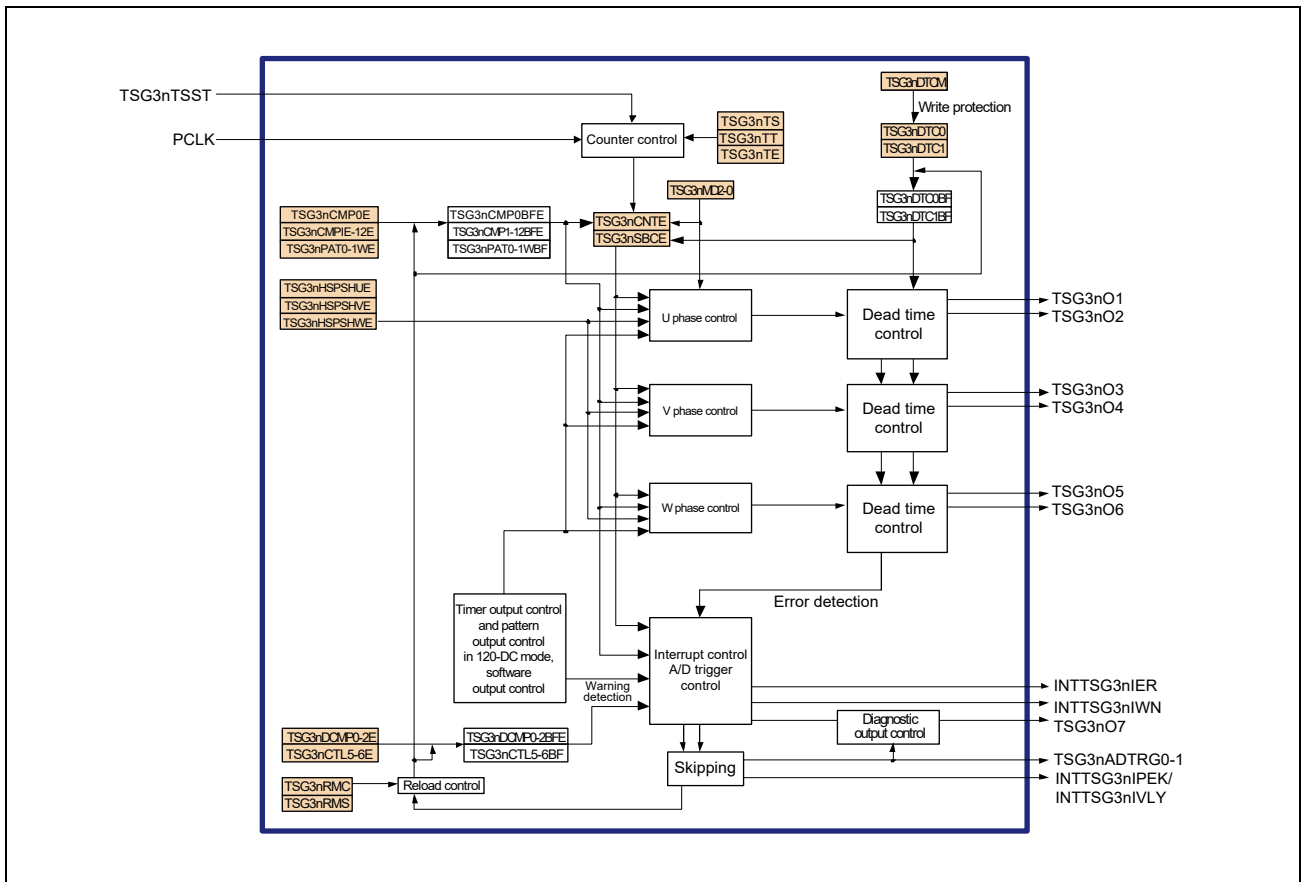 TSG3nTSST
PCLK
Counter control
TSG3nTS
TSG3nTT
TSG3nTE
TSG3nDTCM
Write protection
TSG3nDTC0
TSG3nDTC1
TSG3nDTC0BF
TSG3nDTC1BF
TSG3nMD2-0
TSG3nCMP0E
TSG3nCMPIE-12E
TSG3nPAT0-1WE
TSG3nCMP0BFE
TSG3nCMP1-12BFE
TSG3nPAT0-1WBF
TSG3nCNTE
TSG3nSBCE
TSG3nHSPSHUE
TSG3nHSPSHVE
TSG3nHSPSHWE
U phase control
Dead time
control
TSG3nO1
TSG3nO2
V phase control
Dead time
control
TSG3nO3
TSG3nO4
W phase control
Dead time
control
TSG3nO5
TSG3nO6
Error detection
Timer output control
and pattern
output control
in 120-DC mode,
software
output control
Warning
detection
Interrupt control
A/D trigger
control
INTTSG3nIER
INTTSG3nIWN
TSG3nO7
Diagnostic
output control
TSG3nDCMP0-2E
TSG3nCTL5-6E
TSG3nDCMP0-2BFE
TSG3nCTL5-6BF
Skipping
TSG3nADTRG0-1
INTTSG3nIPEK/
INTTSG3nIVLY
TSG3nRMC
TSG3nRMS
Reload control